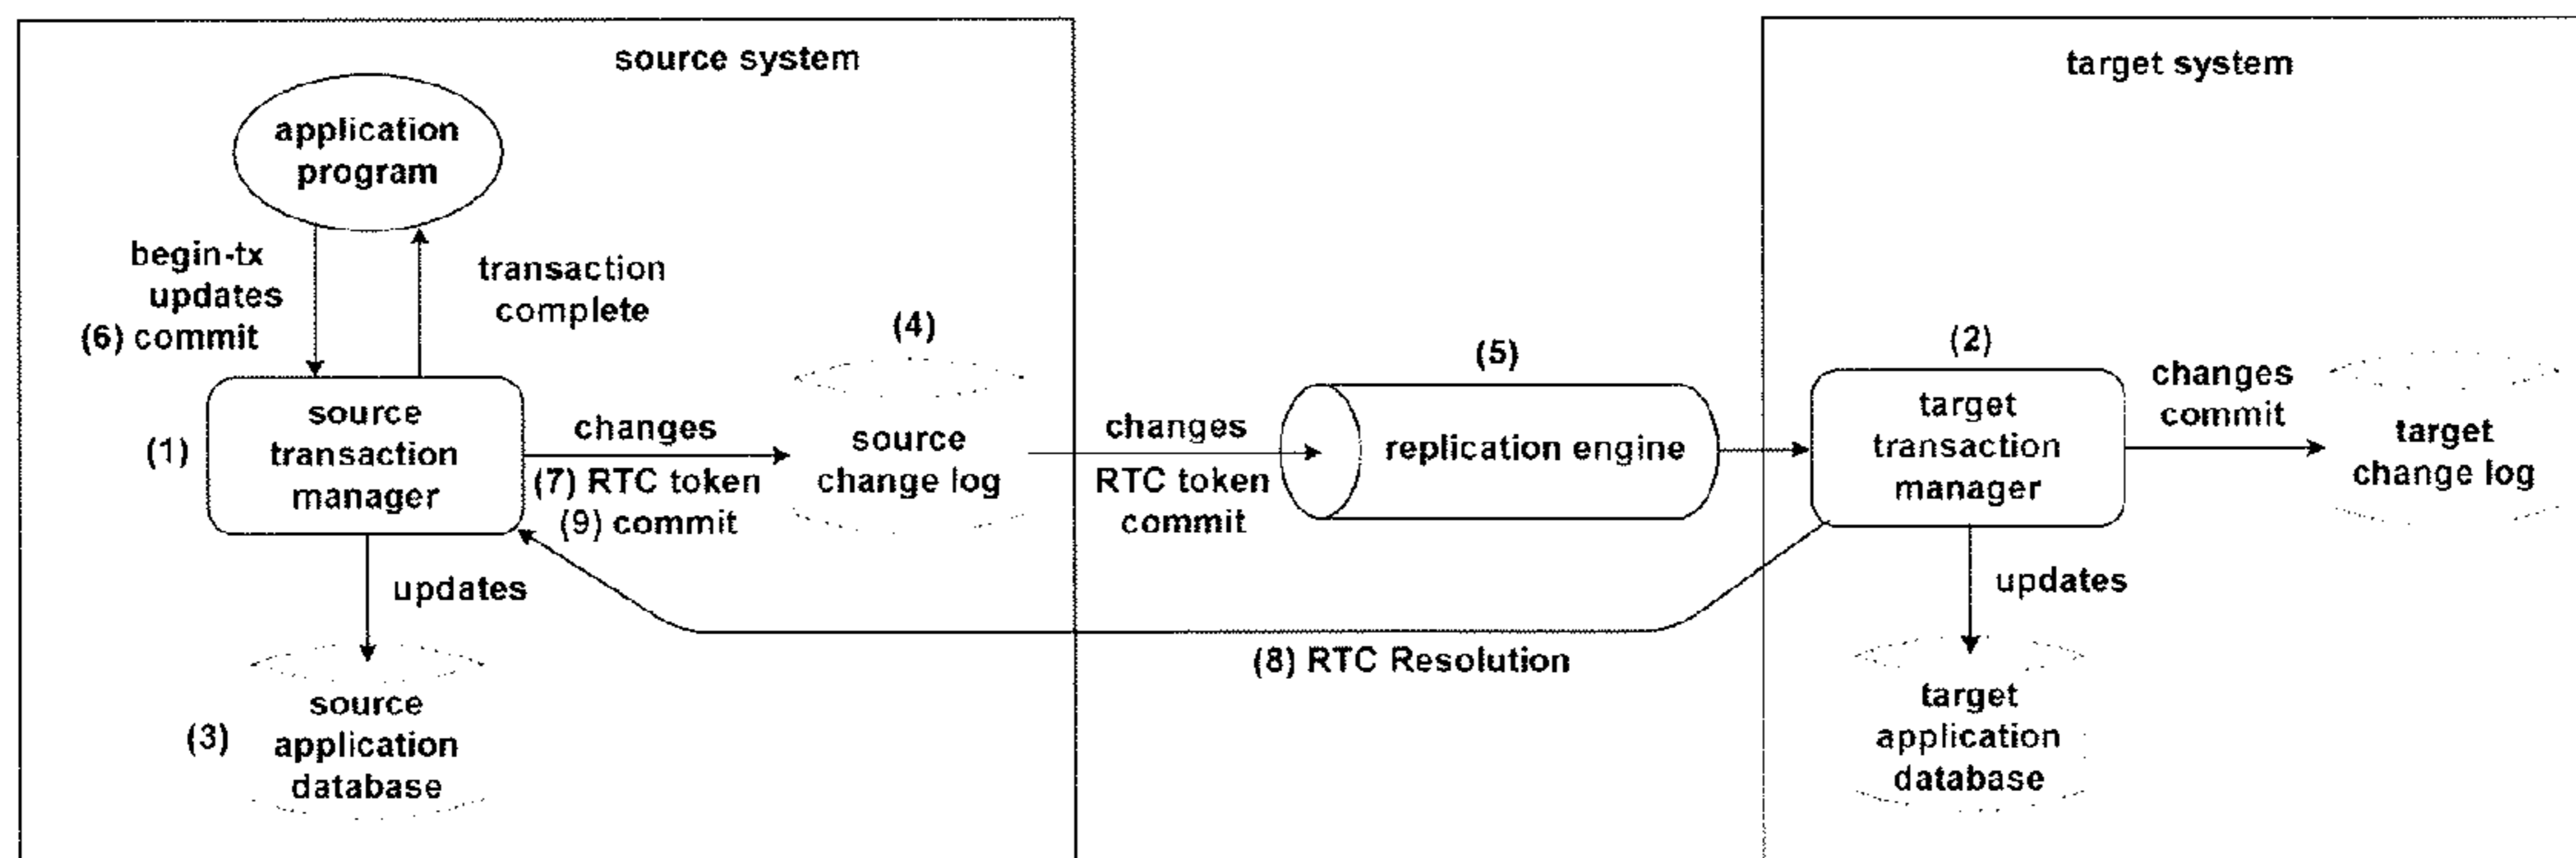 source system
application
program
begin-tx
updates
(6) commit
transaction
complete
(1)
source
transaction
manager
changes
(7) RTC token
(9) commit
(4)
source
change log
updates
(3)
source
application
database
changes
RTC token
commit
(5)
replication engine
(8) RTC Resolution
target system
(2)
target
transaction
manager
changes
commit
target
change log
updates
target
application
database